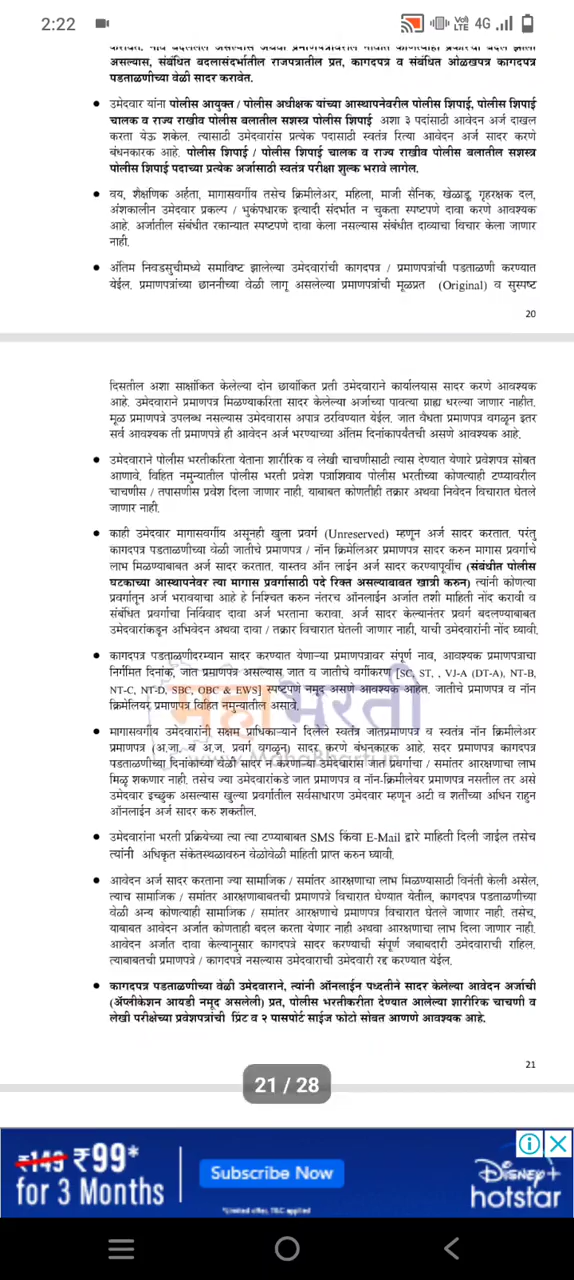 2:22
Vo)
LTE 4G
असल्यास, संबंधित बदलासंदर्भातील राजपत्रातील प्रत, कागदपत्र व संबंधित ओळखपत्र कागदपत्र
पडताळणीच्या वेळी सादर करावेत.
• उमेदवार यांना पोलीस आयुक्त / पोलीस अधीक्षक यांच्या आस्थापनेवरील पोलीस शिपाई, पोलीस शिपाई
चालक व राज्य राखीव पोलीस बलातील सशस्त्र पोलीस शिपाई अशा ३ पदांसाठी आवेदन अर्ज दाखल
करता येऊ शकेल. त्यासाठी उमेदवारांस प्रत्येक पदासाठी स्वतंत्र रित्या आवेदन अर्ज सादर करणे
बंधनकारक आहे. पोलीस शिपाई / पोलीस शिपाई चालक व राज्य राखीव पोलीस बलातील सशस्त्र
पोलीस शिपाई पदाच्या प्रत्येक अर्जासाठी स्वतंत्र परीक्षा शुल्क भरावे लागेल.
• वय, शैक्षणिक अर्हता, मागासवर्गीय तसेच क्रिमीलेअर, महिला, माजी सैनिक, खेळाडू, गृहरक्षक दल,
अंशकालीन उमेदवार प्रकल्प / भुकंपधारक इत्यादी संदर्भात न चुकता स्पष्टपणे दावा करणे आवश्यक
आहे. अर्जातील संबंधीत रकान्यात स्पष्टपणे दावा केला नसल्यास संबंधीत दाव्याचा विचार केला जाणार
नाही.
• अंतिम निवडसुचीमध्ये समाविष्ट झालेल्या उमेदवारांची कागदपत्र / प्रमाणपत्रांची पडताळणी करण्यात
येईल. प्रमाणपत्रांच्या छाननीच्या वेळी लागू असलेल्या प्रमाणपत्रांची मूळप्रत (Original) व सुस्पष्ट
20
दिसतील अशा साक्षांकित केलेल्या दोन छायांकित प्रती उमेदवाराने कार्यालयास सादर करणे आवश्यक
आहे. उमेदवाराने प्रमाणपत्र मिळण्याकरिता सादर केलेल्या अर्जाच्या पावत्या ग्राह्य धरल्या जाणार नाहीत.
मूळ प्रमाणपत्रे उपलब्ध नसल्यास उमेदवारास अपात्र ठरविण्यात येईल. जात वैधता प्रमाणपत्र वगळून इतर
सर्व आवश्यक ती प्रमाणपत्रे ही आवेदन अर्ज भरण्याच्या अंतिम दिनांकापर्यंतची असणे आवश्यक आहे.
• उमेदवाराने पोलीस भरतीकरिता येताना शारीरिक व लेखी चाचणीसाठी त्यास देण्यात येणारे प्रवेशपत्र सोबत
आणावे. विहित नमुन्यातील पोलीस भरती प्रवेश पत्राशिवाय पोलीस भरतीच्या कोणत्याही टप्प्यावरील
चाचणीस / तपासणीस प्रवेश दिला जाणार नाही. याबाबत कोणतीही तक्रार अथवा निवेदन विचारात घेतले
जाणार नाही.
• काही उमेदवार मागासवर्गीय असूनही खुला प्रवर्ग (Unreserved) म्हणून अर्ज सादर करतात. परंतु
कागदपत्र पडताळणीच्या वेळी जातीचे प्रमाणपत्र / नॉन क्रिमेलिअर प्रमाणपत्र सादर करुन मागास प्रवर्गाचे
लाभ मिळण्याबाबत अर्ज सादर करतात. यास्तव ऑन लाईन अर्ज सादर करण्यापूर्वीच (संबंधीत पोलीस
घटकाच्या आस्थापनेवर त्या मागास प्रवर्गासाठी पदे रिक्त असल्याबाबत खात्री करुन) त्यांनी कोणत्या
प्रवर्गातून अर्ज भरावयाचा आहे हे निश्चित करुन नंतरच ऑनलाईन अर्जात तशी माहिती नोंद करावी व
संबंधित प्रवर्गाचा निर्विवाद दावा अर्ज भरताना करावा. अर्ज सादर केल्यानंतर प्रवर्ग बदलण्याबाबत
उमेदवारांकडून अभिवेदन अथवा दावा / तक्रार विचारात घेतली जाणार नाही, याची उमेदवारांनी नोंद घ्यावी.
• कागदपत्र पडताळणीदरम्यान सादर करण्यात येणाऱ्या प्रमाणपत्रावर संपूर्ण नाव, आवश्यक प्रमाणपत्राचा
निर्गमित दिनांक, जात प्रमाणपत्र असल्यास जात व जातीचे वर्गीकरण [SC, ST, , VJ-A (DT-A), NT-B,
NT-C, NT-D, SBC, OBC & EWS] स्पष्टपणे नमूद असणे आवश्यक आहेत. जातीचे प्रमाणपत्र व नॉन
क्रिमेलियर प्रमाणपत्र विहित नमुन्यातील असावे.
महाभरती
• मागासवर्गीय उमेदवारांनी सक्षम प्राधिकाऱ्याने दिलेले स्वतंत्र जातप्रमाणपत्र व स्वतंत्र नॉन क्रिमीलेअर
प्रमाणपत्र (अ.जा. व अ.ज. प्रवर्ग वगळून) सादर करणे बंधनकारक आहे. सदर प्रमाणपत्र कागदपत्र
पडताळणीच्या दिनांकाच्या वेळी सादर न करणाऱ्या उमेदवारास जात प्रवर्गाचा / समांतर आरक्षणाचा लाभ
www.MahaBharti.in
मिळू शकणार नाही. तसेच ज्या उमेदवारांकडे जात प्रमाणपत्र व नॉन-क्रिमीलेयर प्रमाणपत्र नसतील तर असे
उमेदवार इच्छुक असल्यास खुल्या प्रवर्गातील सर्वसाधारण उमेदवार म्हणून अटी व शर्तीच्या अधिन राहुन
ऑनलाईन अर्ज सादर करु शकतील.
• उमेदवारांना भरती प्रक्रियेच्या त्या त्या टप्प्याबाबत SMS किंवा E-Mail द्वारे माहिती दिली जाईल तसेच
त्यांनी अधिकृत संकेतस्थळावरुन वेळोवेळी माहिती प्राप्त करुन घ्यावी.
• आवेदन अर्ज सादर करताना ज्या सामाजिक / समांतर आरक्षणाचा लाभ मिळण्यासाठी विनंती केली असेल,
त्याच सामाजिक / समांतर आरक्षणाबाबतची प्रमाणपत्रे विचारात घेण्यात येतील, कागदपत्र पडताळणीच्या
वेळी अन्य कोणत्याही सामाजिक / समांतर आरक्षणाचे प्रमाणपत्र विचारात घेतले जाणार नाही. तसेच,
याबाबत आवेदन अर्जात कोणताही बदल करता येणार नाही अथवा आरक्षणाचा लाभ दिला जाणार नाही.
आवेदन अर्जात दावा केल्यानुसार कागदपत्रे सादर करण्याची संपूर्ण जबाबदारी उमेदवाराची राहिल.
त्याबाबतची प्रमाणपत्रे / कागदपत्रे नसल्यास उमेदवाराची उमेदवारी रद्द करण्यात येईल.
• कागदपत्र पडताळणीच्या वेळी उमेदवाराने, त्यांनी ऑनलाईन पध्दतीने सादर केलेल्या आवेदन अर्जाची
(ॲप्लीकेशन आयडी नमूद असलेली) प्रत, पोलीस भरतीकरीता देण्यात आलेल्या शारीरिक चाचणी व
लेखी परीक्षेच्या प्रवेशपत्रांची प्रिंट व २ पासपोर्ट साईज फोटो सोबत आणणे आवश्यक आहे.
21
21 / 28
₹149 ₹99*
for 3 Months
Subscribe Now
*Limited offer, T&C applied
Disney+
hotstar